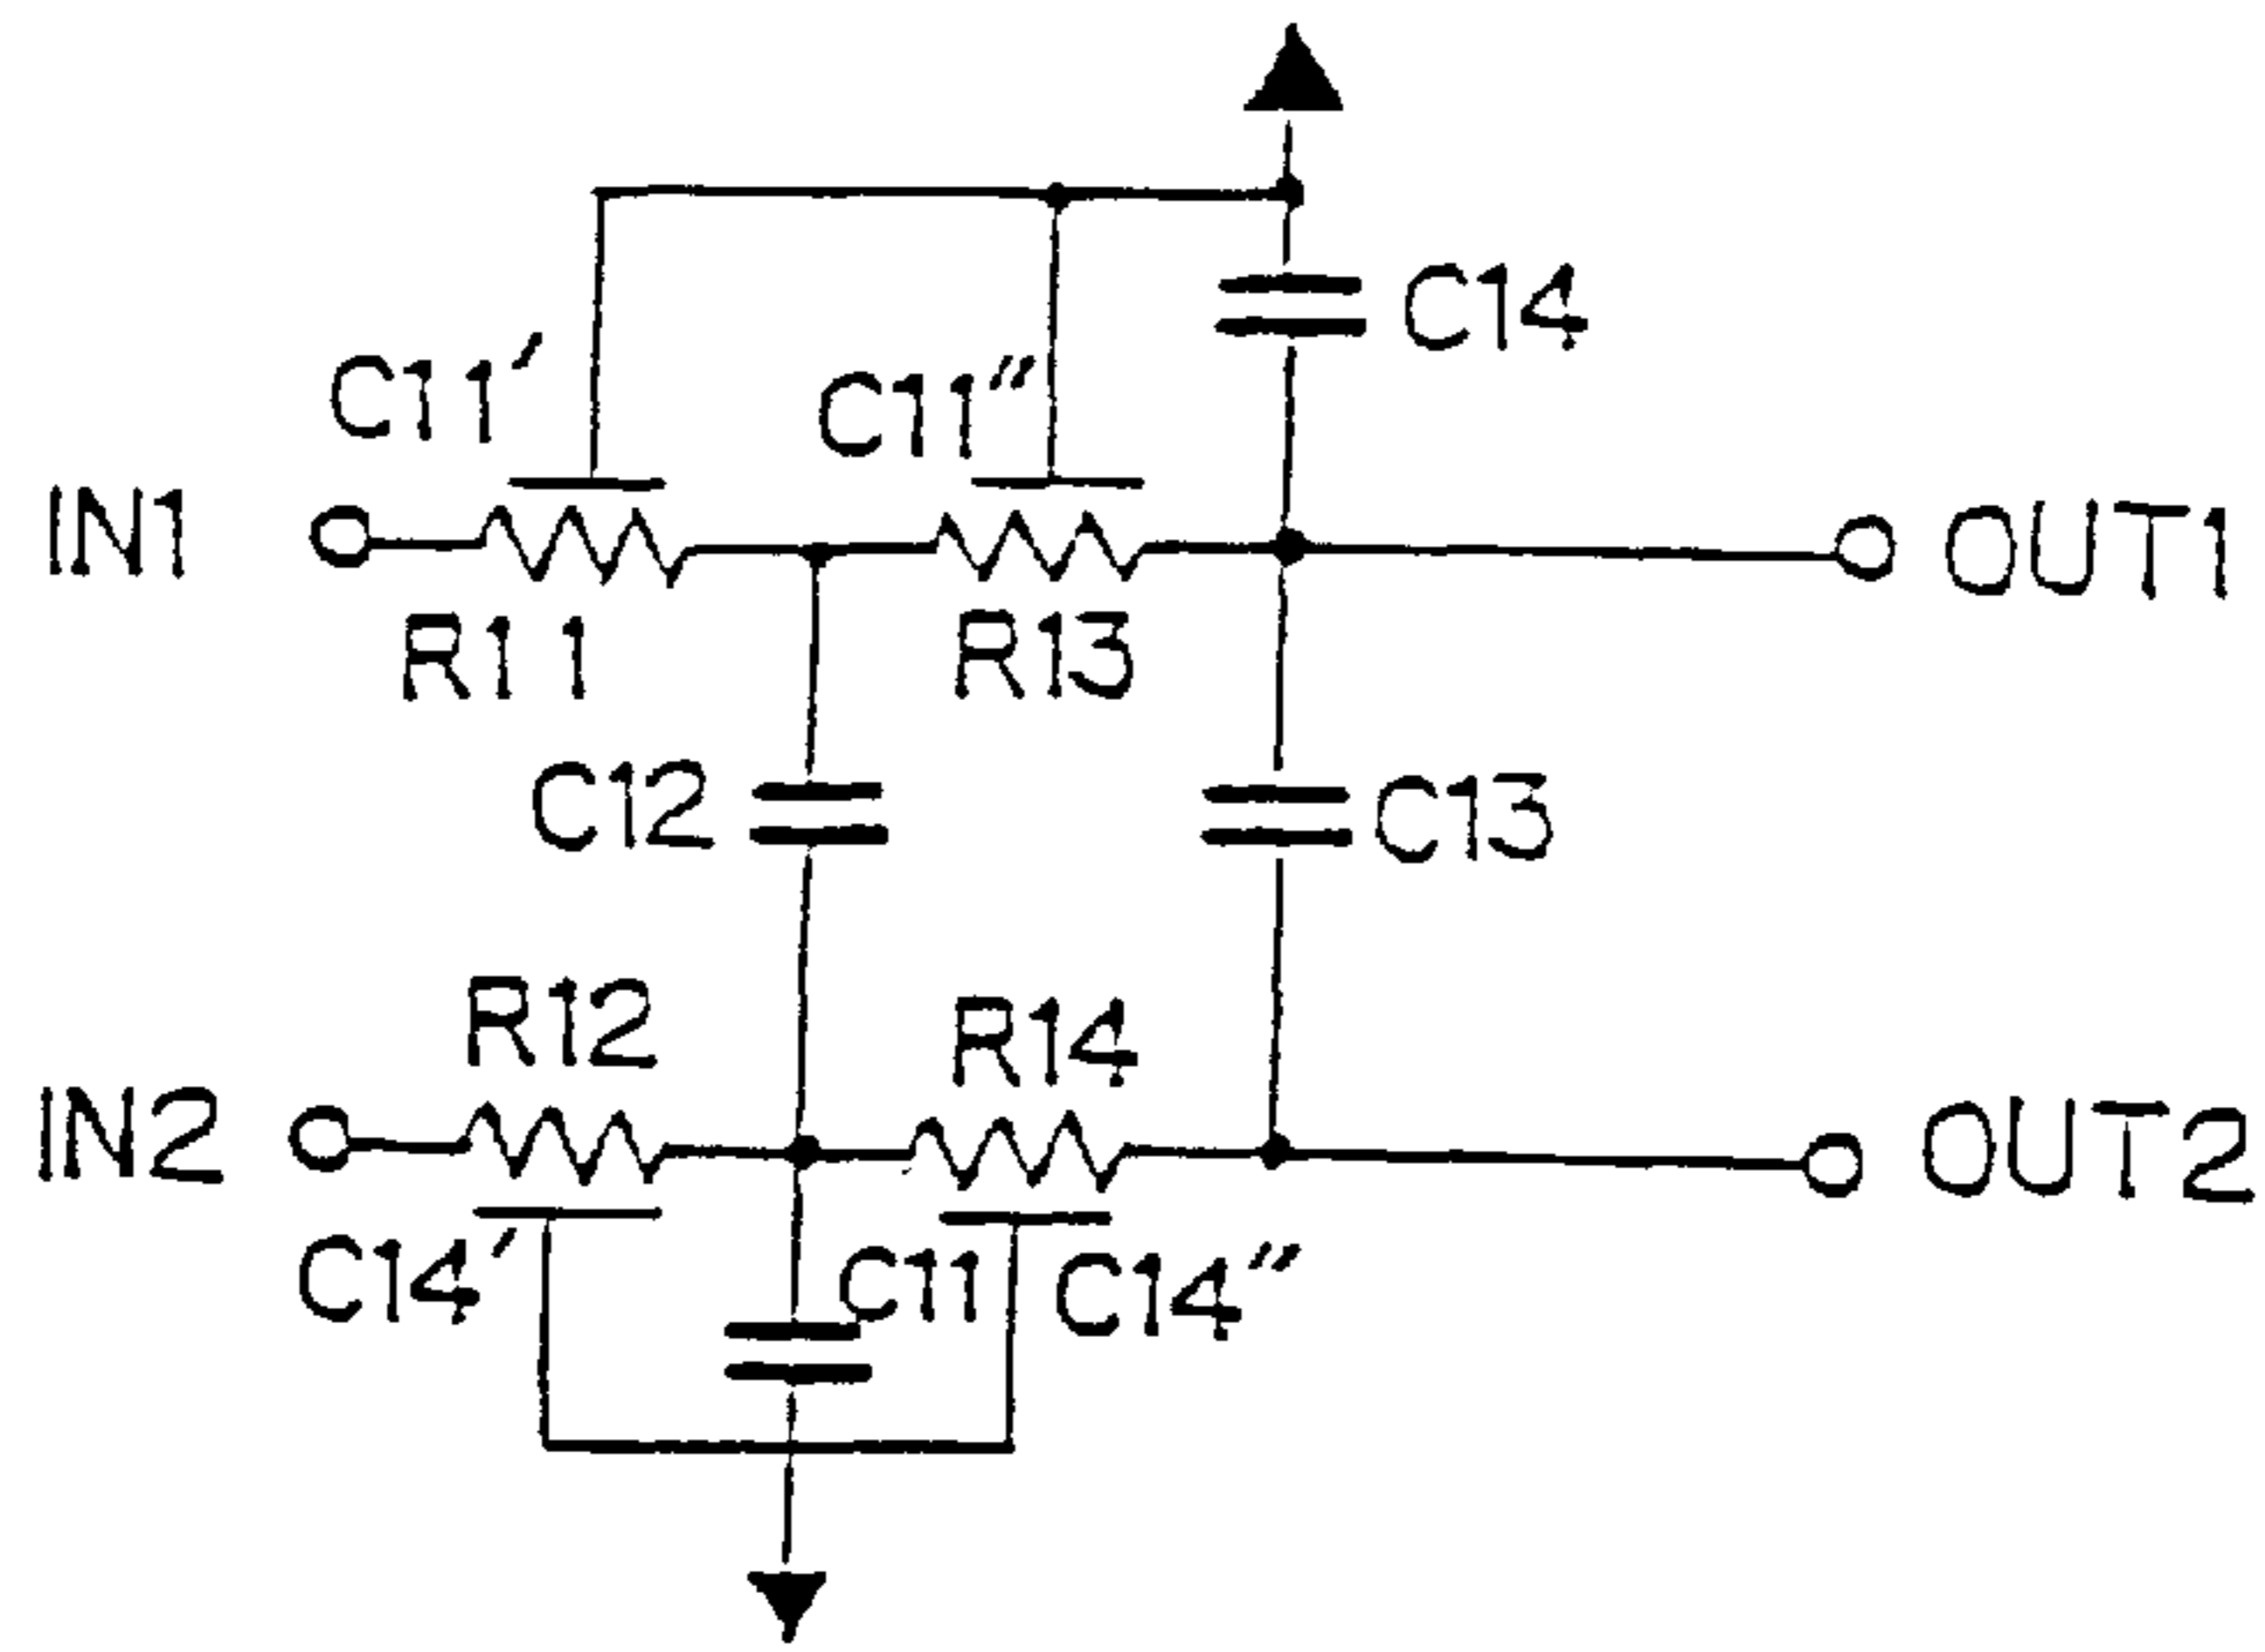 C14
C11′
C11″
IN1
OUT1
R11
R13
C12
C13
R12
R14
IN2
OUT2
C14′
C11
C14″